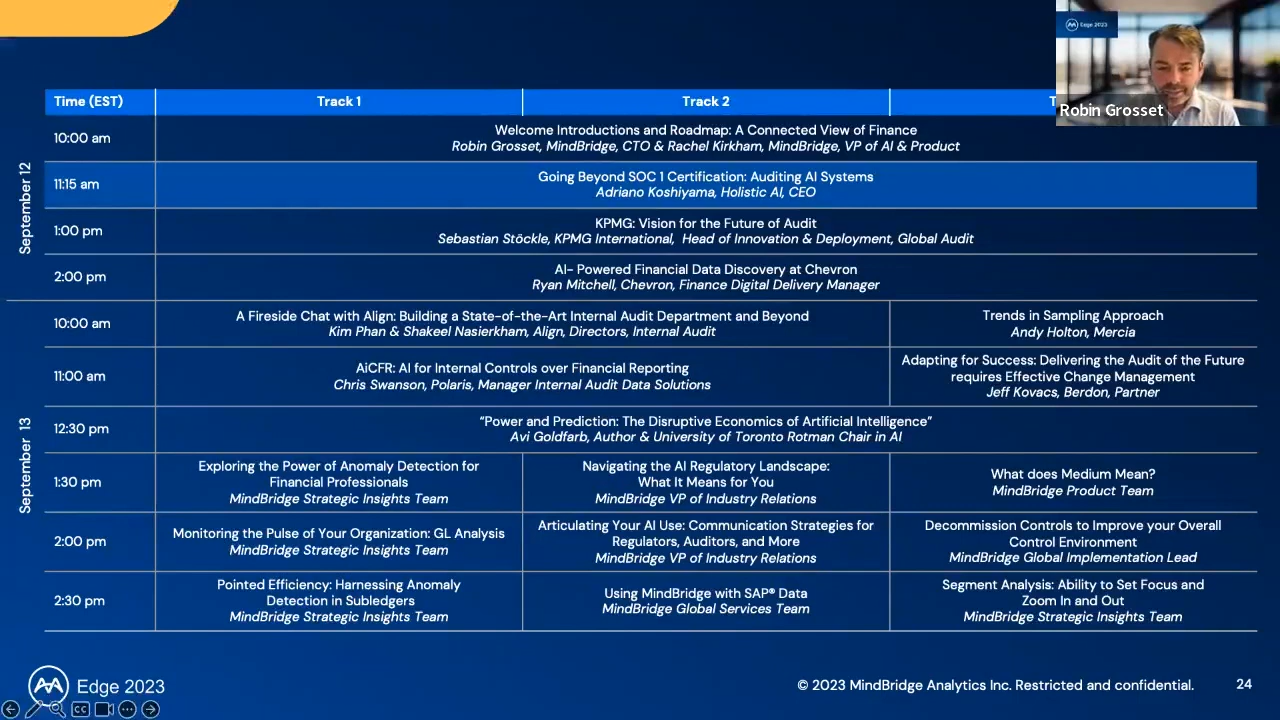 Edge 2023
Robin Grosset
Time (EST)
Track 1
Track 2
T
September 12
10:00 am
Welcome Introductions and Roadmap: A Connected View of Finance
Robin Grosset, MindBridge, CTO & Rachel Kirkham, MindBridge, VP of AI & Product
11:15 am
Going Beyond SOC 1 Certification: Auditing AI Systems
Adriano Koshiyama, Holistic AI, CEO
1:00 pm
KPMG: Vision for the Future of Audit
Sebastian Stöckle, KPMG International, Head of Innovation & Deployment, Global Audit
2:00 pm
AI- Powered Financial Data Discovery at Chevron
Ryan Mitchell, Chevron, Finance Digital Delivery Manager
September 13
10:00 am
A Fireside Chat with Align: Building a State-of-the-Art Internal Audit Department and Beyond
Kim Phan & Shakeel Nasierkham, Align, Directors, Internal Audit
Trends in Sampling Approach
Andy Holton, Mercia
11:00 am
AiCFR: AI for Internal Controls over Financial Reporting
Chris Swanson, Polaris, Manager Internal Audit Data Solutions
Adapting for Success: Delivering the Audit of the Future
requires Effective Change Management
Jeff Kovacs, Berdon, Partner
12:30 pm
“Power and Prediction: The Disruptive Economics of Artificial Intelligence”
Avi Goldfarb, Author & University of Toronto Rotman Chair in AI
1:30 pm
Exploring the Power of Anomaly Detection for
Financial Professionals
MindBridge Strategic Insights Team
Navigating the AI Regulatory Landscape:
What It Means for You
MindBridge VP of Industry Relations
What does Medium Mean?
MindBridge Product Team
2:00 pm
Monitoring the Pulse of Your Organization: GL Analysis
MindBridge Strategic Insights Team
Articulating Your AI Use: Communication Strategies for
Regulators, Auditors, and More
MindBridge VP of Industry Relations
Decommission Controls to Improve your Overall
Control Environment
MindBridge Global Implementation Lead
2:30 pm
Pointed Efficiency: Harnessing Anomaly
Detection in Subledgers
MindBridge Strategic Insights Team
Using MindBridge with SAP® Data
MindBridge Global Services Team
Segment Analysis: Ability to Set Focus and
Zoom In and Out
MindBridge Strategic Insights Team
Edge 2023
© 2023 MindBridge Analytics Inc. Restricted and confidential.
24
CC